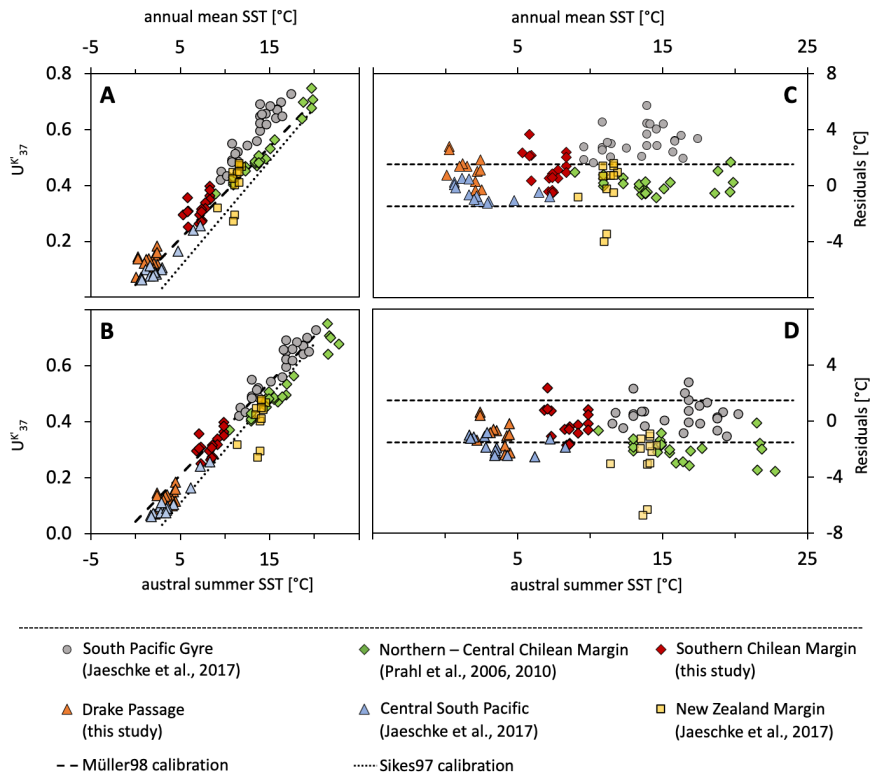 annual mean SST [°C]
annual mean SST [°C]
-5 5 15 25
5 15 25
0.8
0.6
0.4
0.2
U^K'_37
A
C
8
4
0
-4
Residuals [°C]
0.6
0.4
0.2
0.0
U^K'_37
B
D
4
0
-4
-8
Residuals [°C]
-5 5 15
5 15 25
austral summer SST [°C]
austral summer SST [°C]
South Pacific Gyre
(Jaeschke et al., 2017)
Northern – Central Chilean Margin
(Prahl et al., 2006, 2010)
Southern Chilean Margin
(this study)
Drake Passage
(this study)
Central South Pacific
(Jaeschke et al., 2017)
New Zealand Margin
(Jaeschke et al., 2017)
Müller98 calibration
Sikes97 calibration